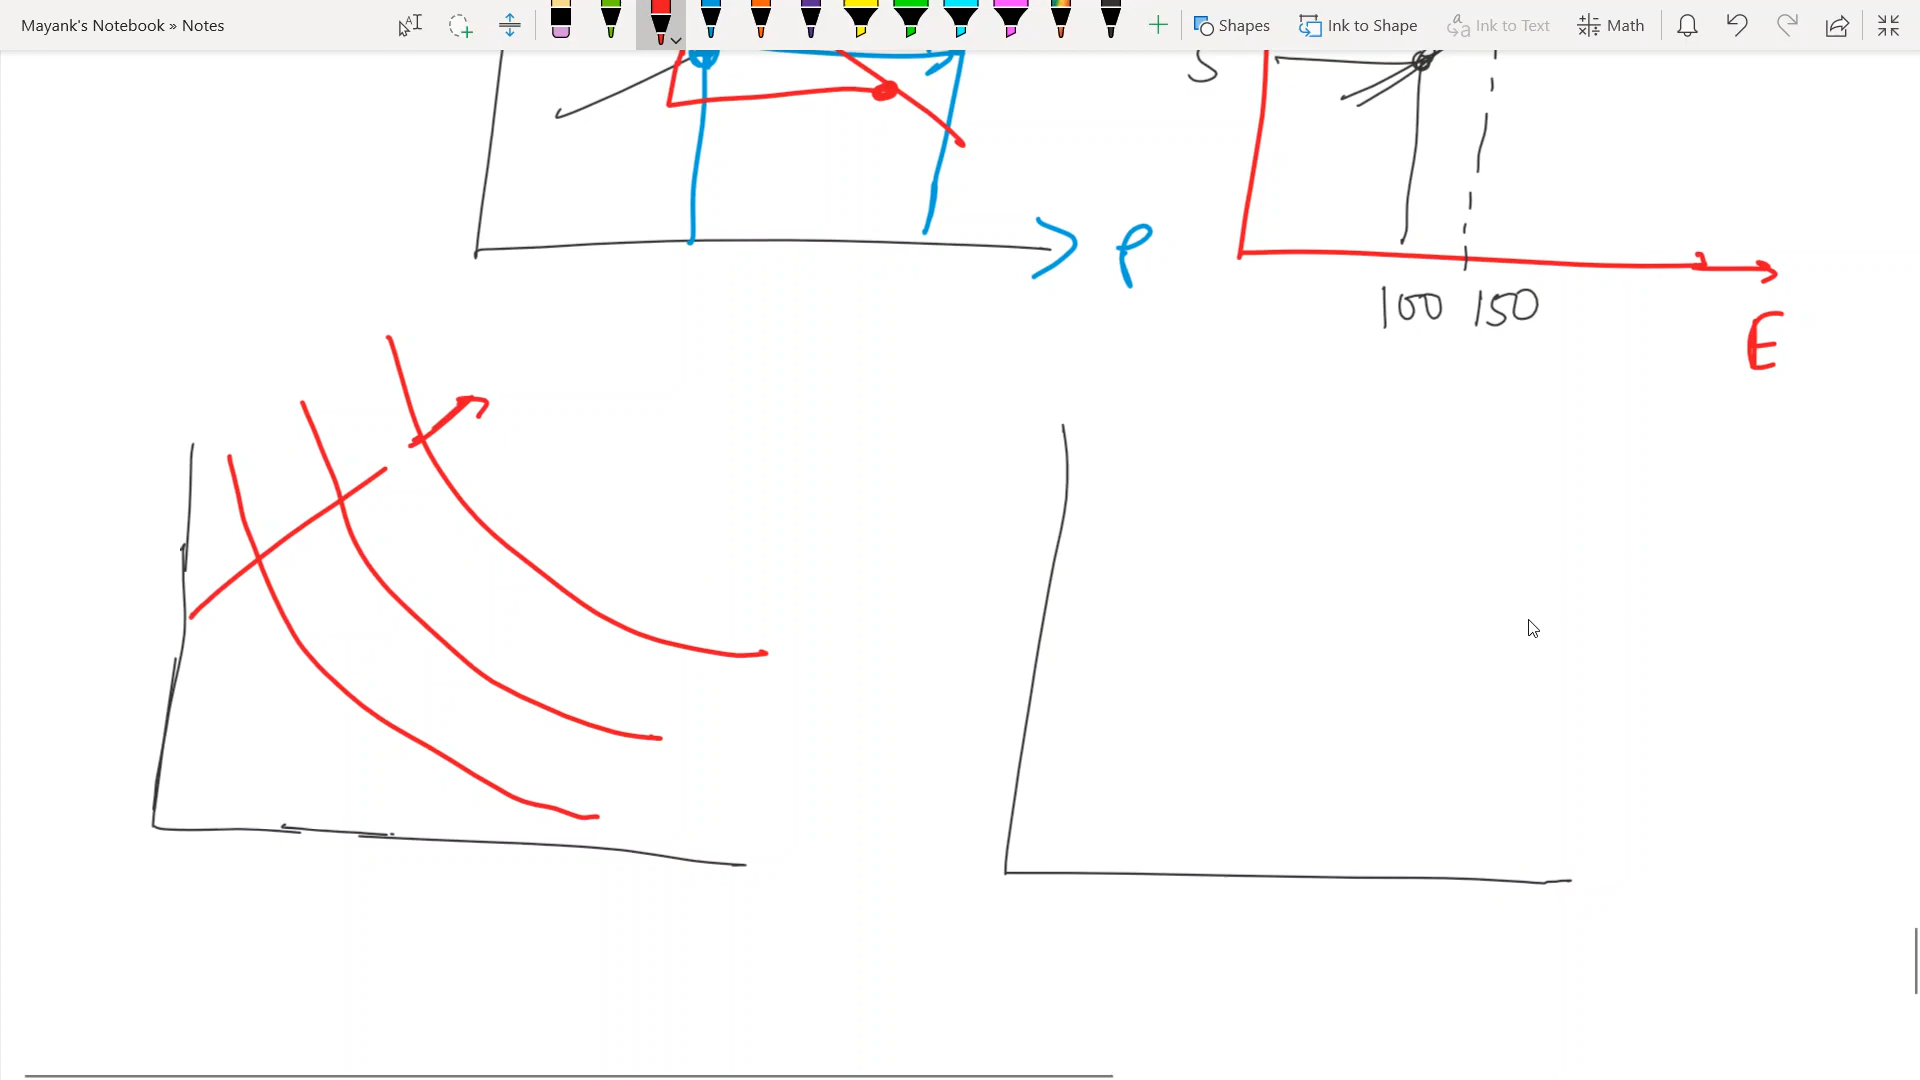 Mayank's Notebook » Notes
Shapes
Ink to Shape
Ink to Text
Math
S
P
100 150
E